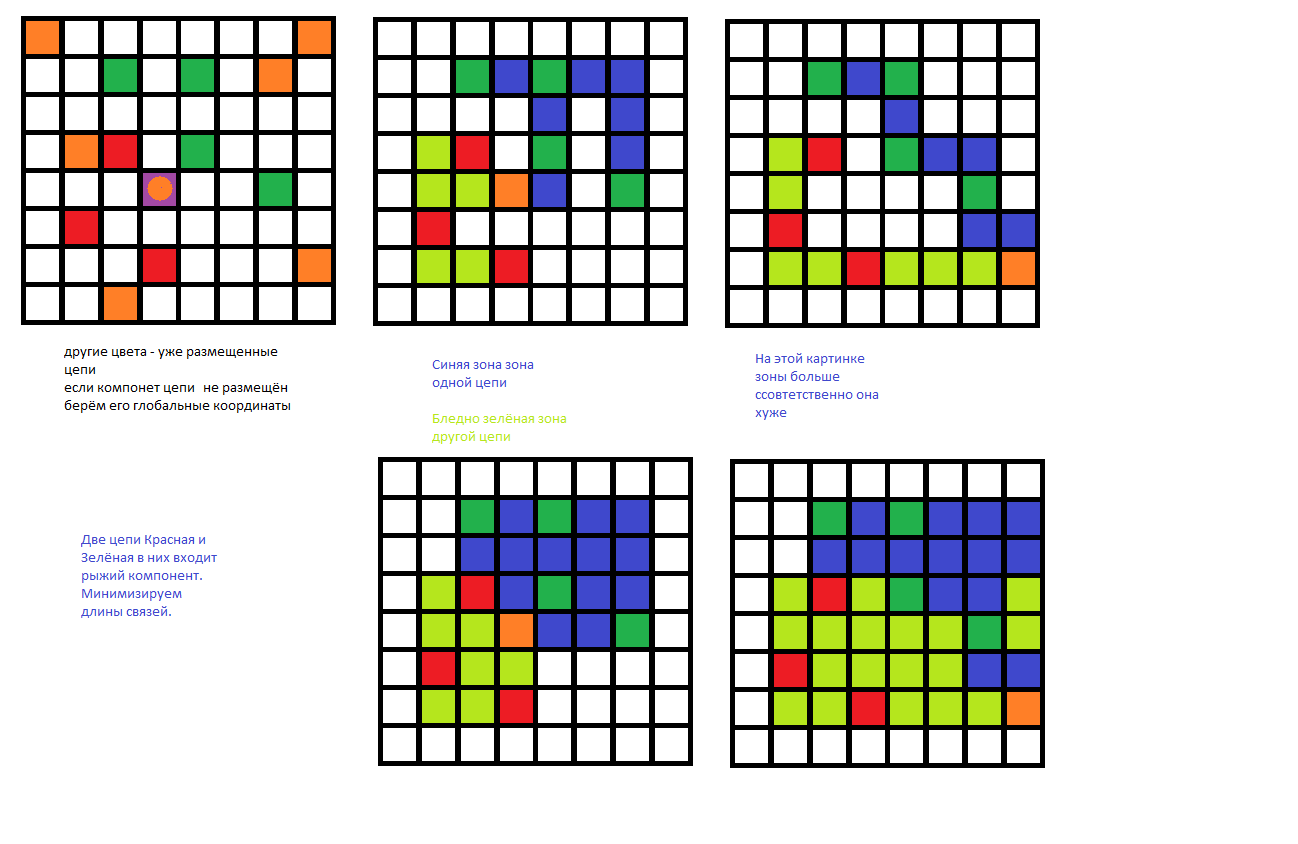 другие цвета - уже размещенные
цепи
если компонет цепи не размещён
берём его глобальные координаты
Синяя зона зона
одной цепи
Бледно зелёная зона
другой цепи
На этой картинке
зоны больше
ссовтетственно она
хуже
Две цепи Красная и
Зелёная в них входит
рыжий компонент.
Минимизируем
длины связей.